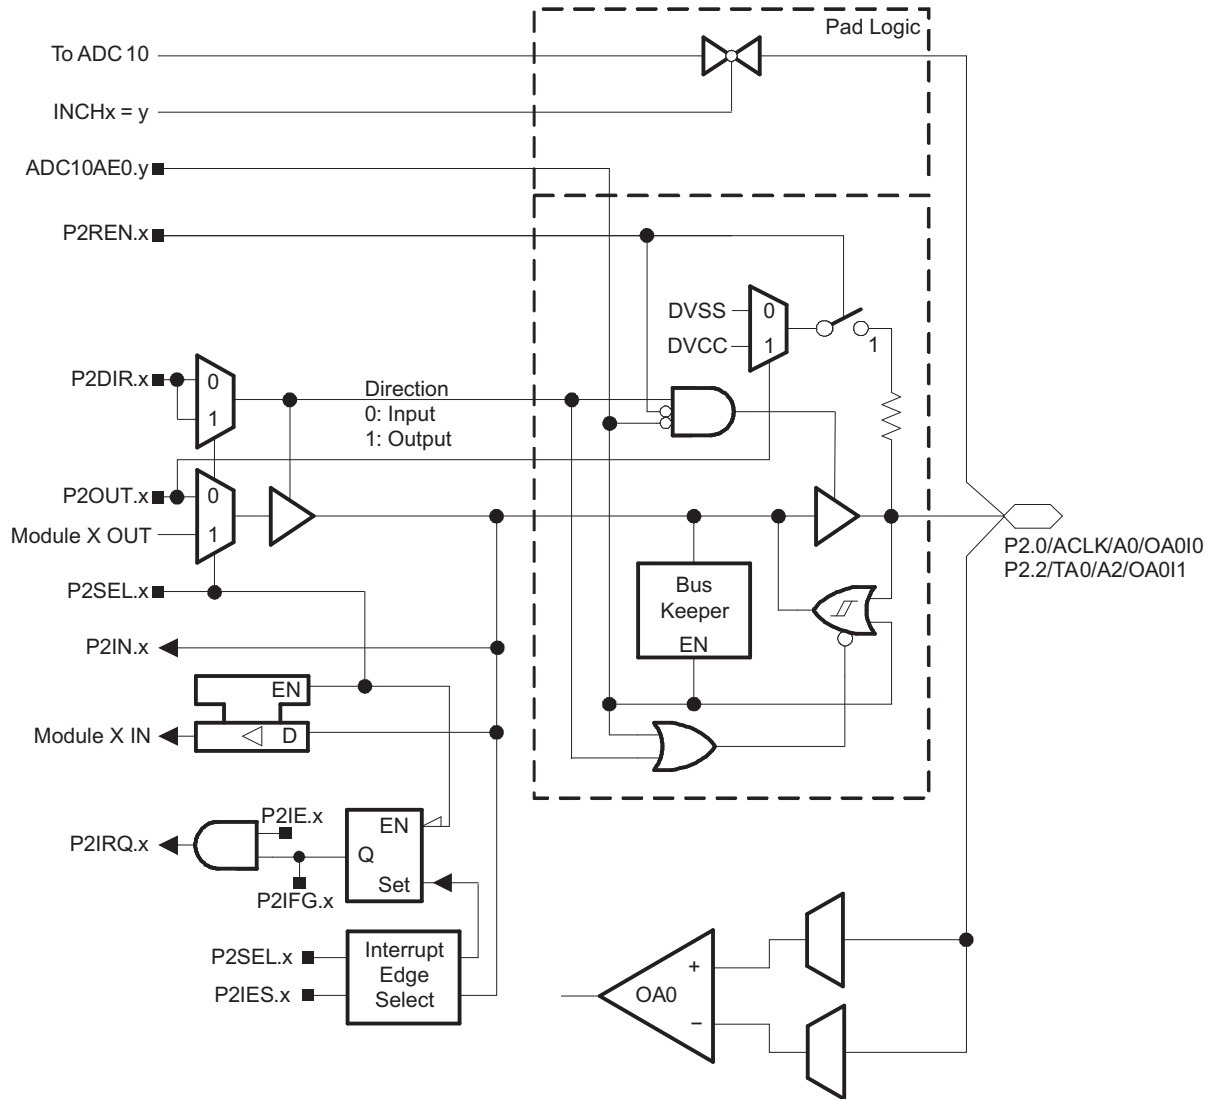 Pad Logic
To ADC 10
INCHx = y
ADC10AE0.y
P2REN.x
DVSS
0
DVCC
1
1
P2DIR.x
0
1
Direction
0: Input
1: Output
P2OUT.x
0
Module X OUT
1
P2.0/ACLK/A0/OA0I0
P2.2/TA0/A2/OA0I1
Bus
Keeper
EN
P2SEL.x
P2IN.x
EN
Module X IN
D
P2IE.x
EN
P2IRQ.x
Q
Set
P2IFG.x
P2SEL.x
P2IES.x
Interrupt
Edge
Select
+
OA0
−